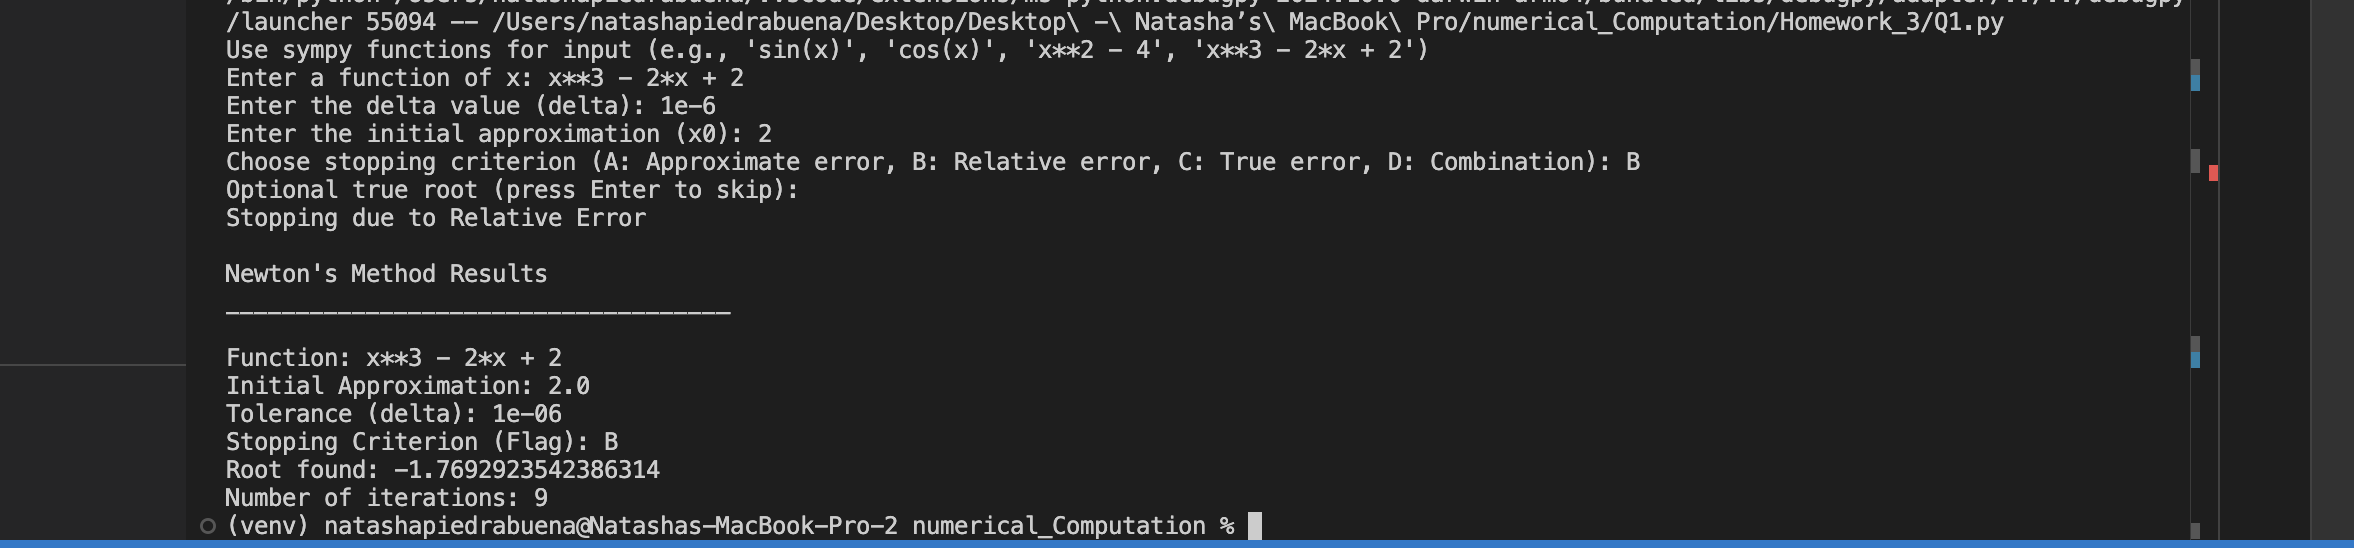 /launcher 55094 -- /Users/natashapiedrabuena/Desktop/Desktop\ -\ Natasha’s\ MacBook\ Pro/numerical_Computation/Homework_3/Q1.py
Use sympy functions for input (e.g., 'sin(x)', 'cos(x)', 'x**2 - 4', 'x**3 - 2*x + 2')
Enter a function of x: x**3 - 2*x + 2
Enter the delta value (delta): 1e-6
Enter the initial approximation (x0): 2
Choose stopping criterion (A: Approximate error, B: Relative error, C: True error, D: Combination): B
Optional true root (press Enter to skip):
Stopping due to Relative Error
Newton's Method Results
____________________________________
Function: x**3 - 2*x + 2
Initial Approximation: 2.0
Tolerance (delta): 1e-06
Stopping Criterion (Flag): B
Root found: -1.7692923542386314
Number of iterations: 9
(venv) natashapiedrabuena@Natashas-MacBook-Pro-2 numerical_Computation %